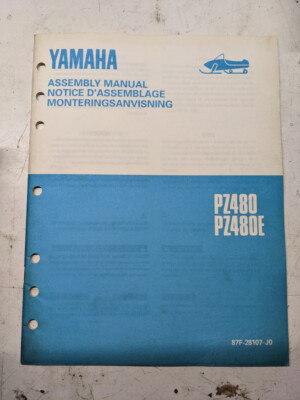 YAMAHA
ASSEMBLY MANUAL
NOTICE D'ASSEMBLAGE
MONTERINGSANVISNING
PZ480
PZ480E
87F-28107-J0